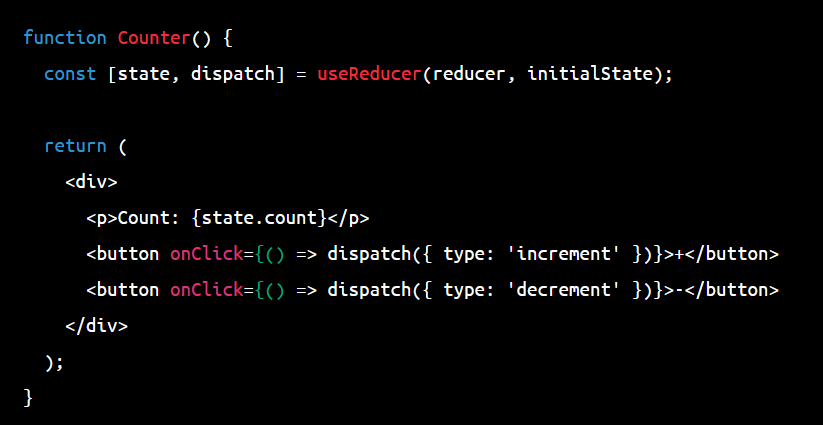 function Counter() {
  const [state, dispatch] = useReducer(reducer, initialState);

  return (
    <div>
      <p>Count: {state.count}</p>
      <button onClick={() => dispatch({ type: 'increment' })}>+</button>
      <button onClick={() => dispatch({ type: 'decrement' })}>-</button>
    </div>
  );
}